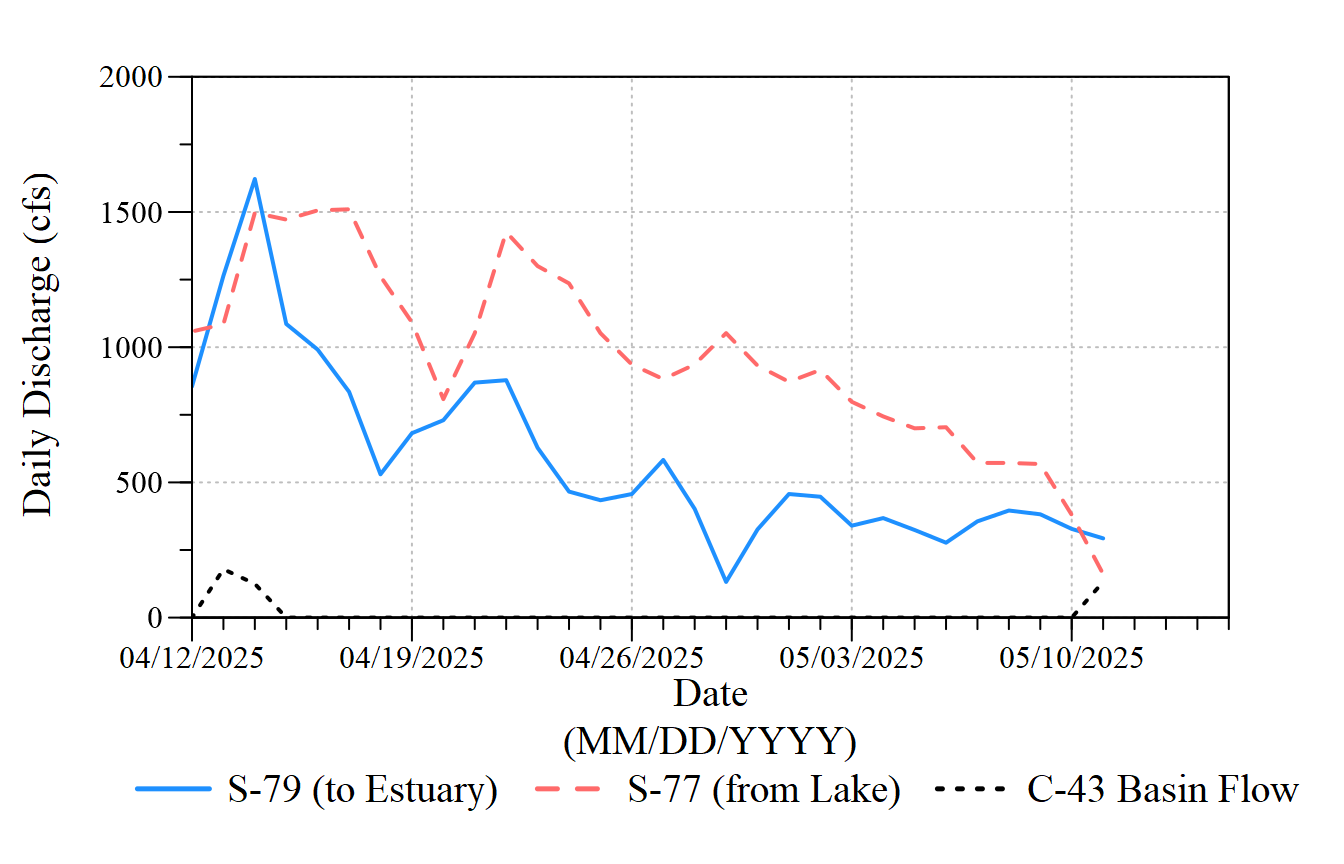 2000
1500
1000
500
0
Daily Discharge (cfs)
04/12/2025 04/19/2025 04/26/2025 05/03/2025 05/10/2025
Date
(MM/DD/YYYY)
S-79 (to Estuary) S-77 (from Lake) C-43 Basin Flow